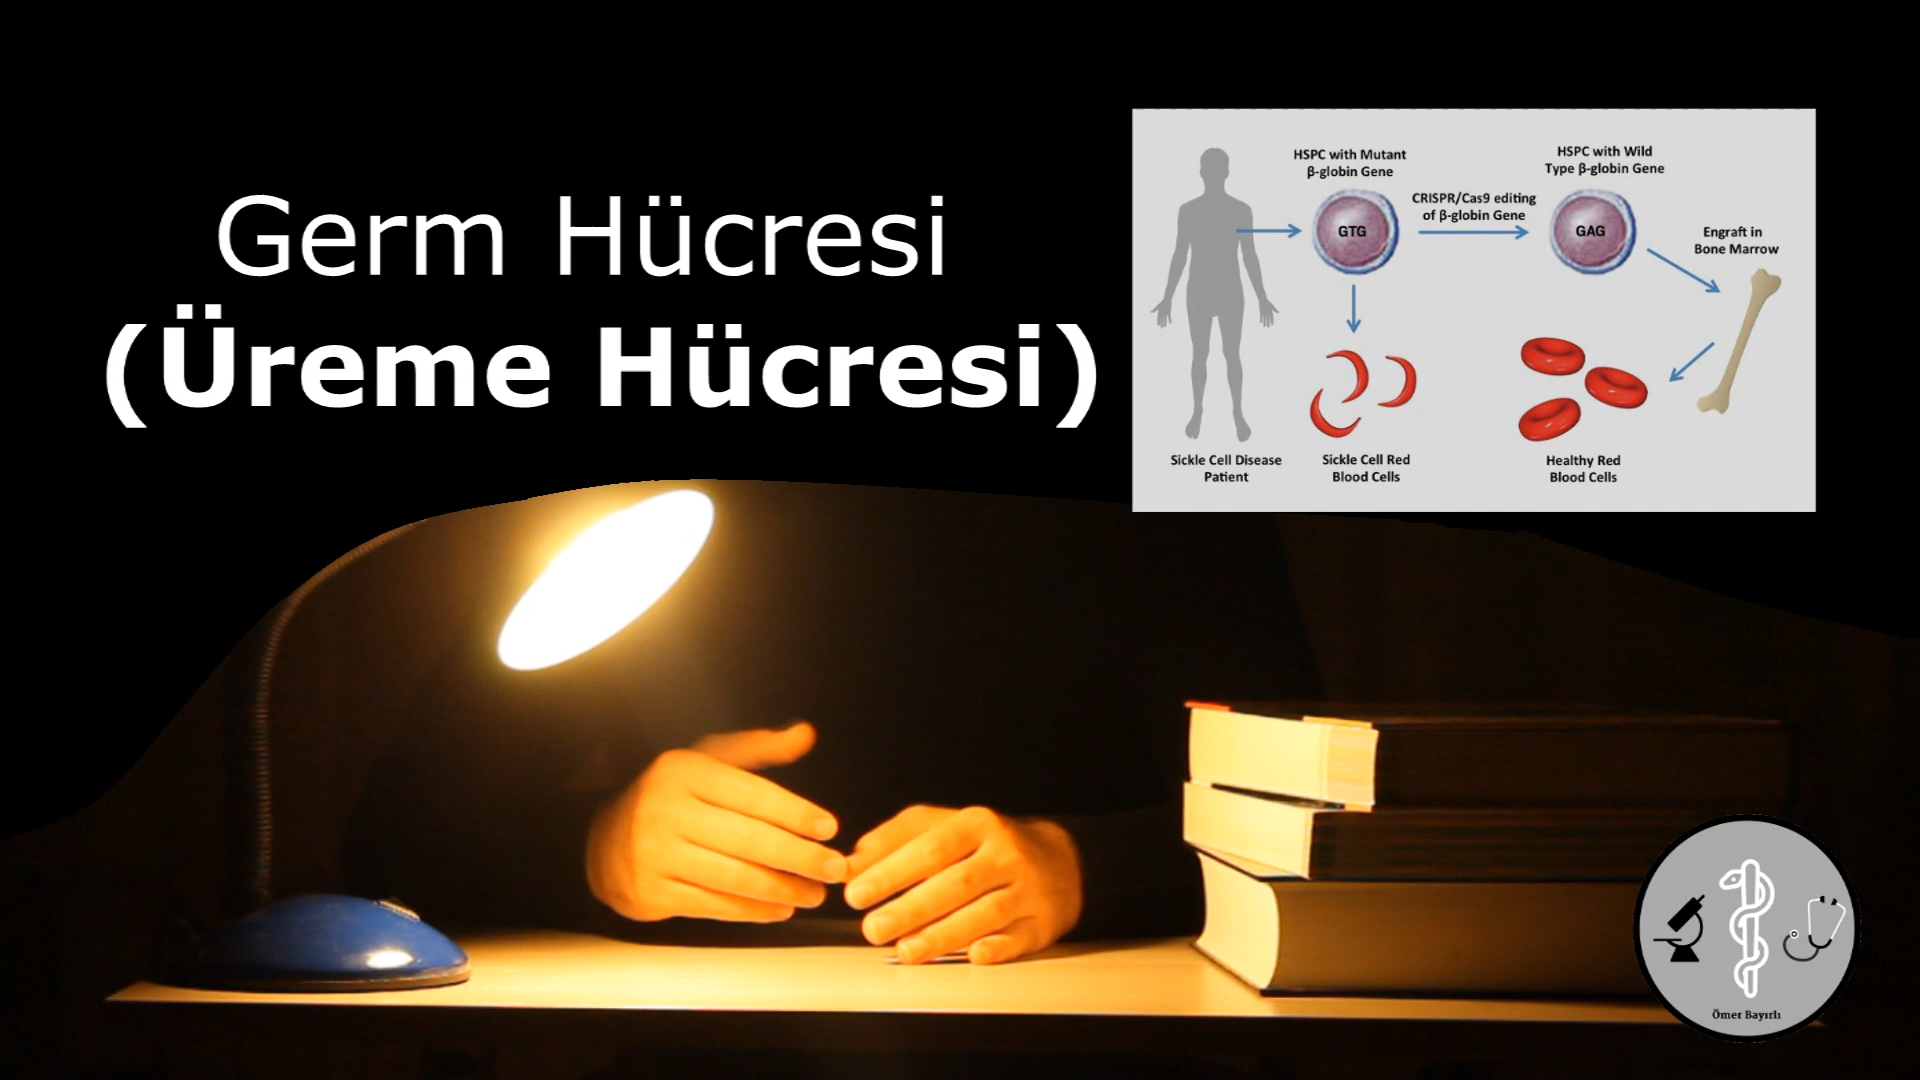 Germ Hücresi
(Üreme Hücresi)
HSPC with Mutant
β-globin Gene
HSPC with Wild
Type β-globin Gene
CRISPR/Cas9 editing
of β-globin Gene
GTG
GAG
Engraft in
Bone Marrow
Sickle Cell Disease
Patient
Sickle Cell Red
Blood Cells
Healthy Red
Blood Cells
Ömer Bayırlı